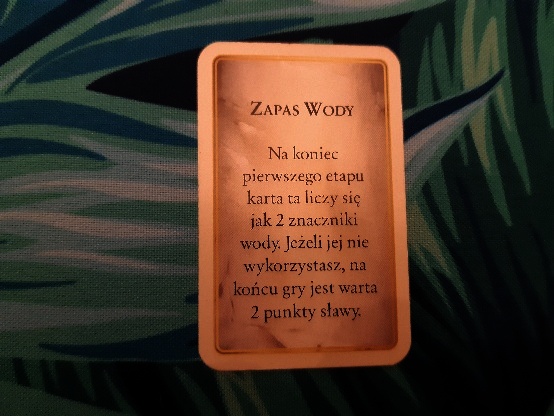 Zapas Wody
Na koniec
pierwszego etapu
karta ta liczy się
jak 2 znaczniki
wody. Jeżeli jej nie
wykorzystasz, na
końcu gry jest warta
2 punkty sławy.